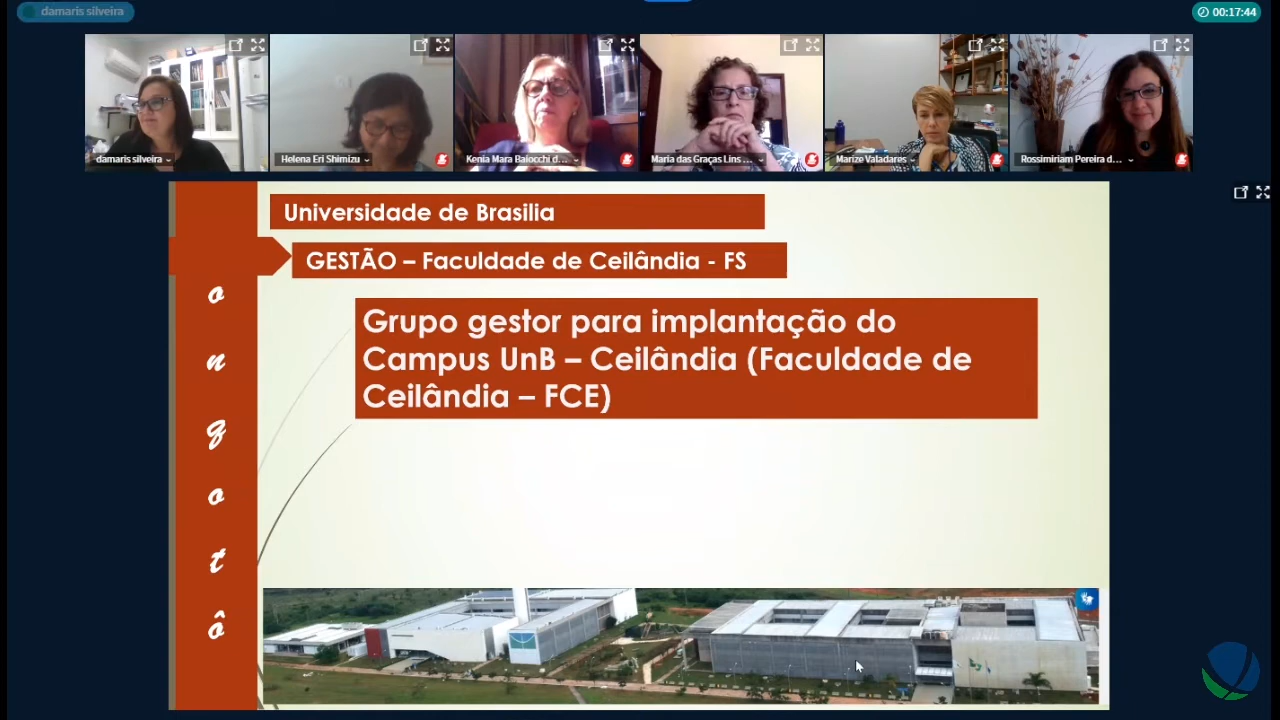 damaris silveira
00:17:44
damaris silveira
Helena Eri Shimizu
Kenia Mara Baiocchi d...
Maria das Graças Lins ...
Marize Valadares
Rossimiriam Pereira d...
Universidade de Brasilia
GESTÃO – Faculdade de Ceilândia - FS
Grupo gestor para implantação do
Campus UnB – Ceilândia (Faculdade de
Ceilândia – FCE)
o
n
q
o
t
ô